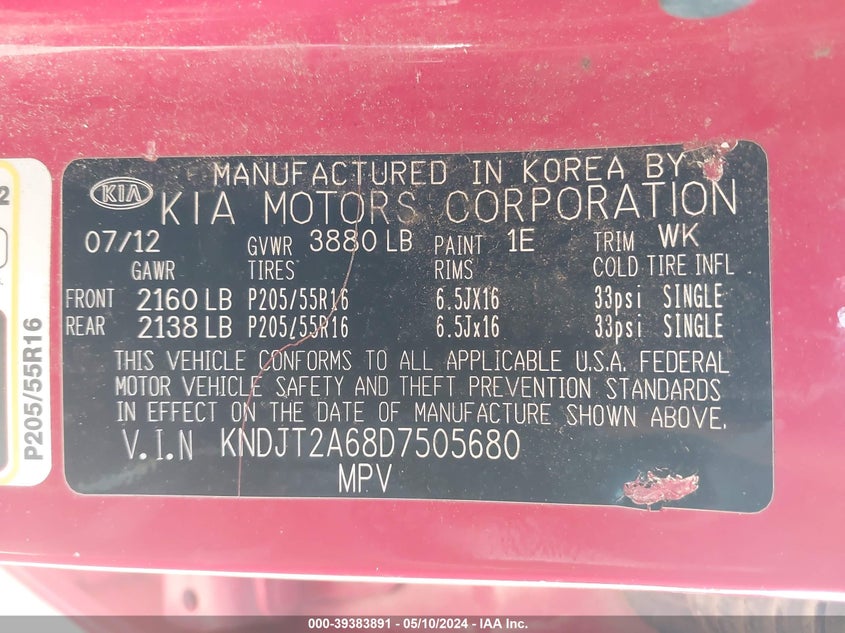 MANUFACTURED IN KOREA BY
KIA KIA MOTORS CORPORATION
07/12 GVWR 3880 LB PAINT 1E TRIM WK
GAWR TIRES RIMS COLD TIRE INFL
FRONT 2160 LB P205/55R16 6.5JX16 33psi SINGLE
REAR 2138 LB P205/55R16 6.5Jx16 33psi SINGLE
THIS VEHICLE CONFORMS TO ALL APPLICABLE U.S.A. FEDERAL
MOTOR VEHICLE SAFETY AND THEFT PREVENTION STANDARDS
IN EFFECT ON THE DATE OF MANUFACTURE SHOWN ABOVE.
V.I.N KNDJT2A68D7505680
MPV
P205/55R16
2
000-39383891 - 05/10/2024 - IAA Inc.